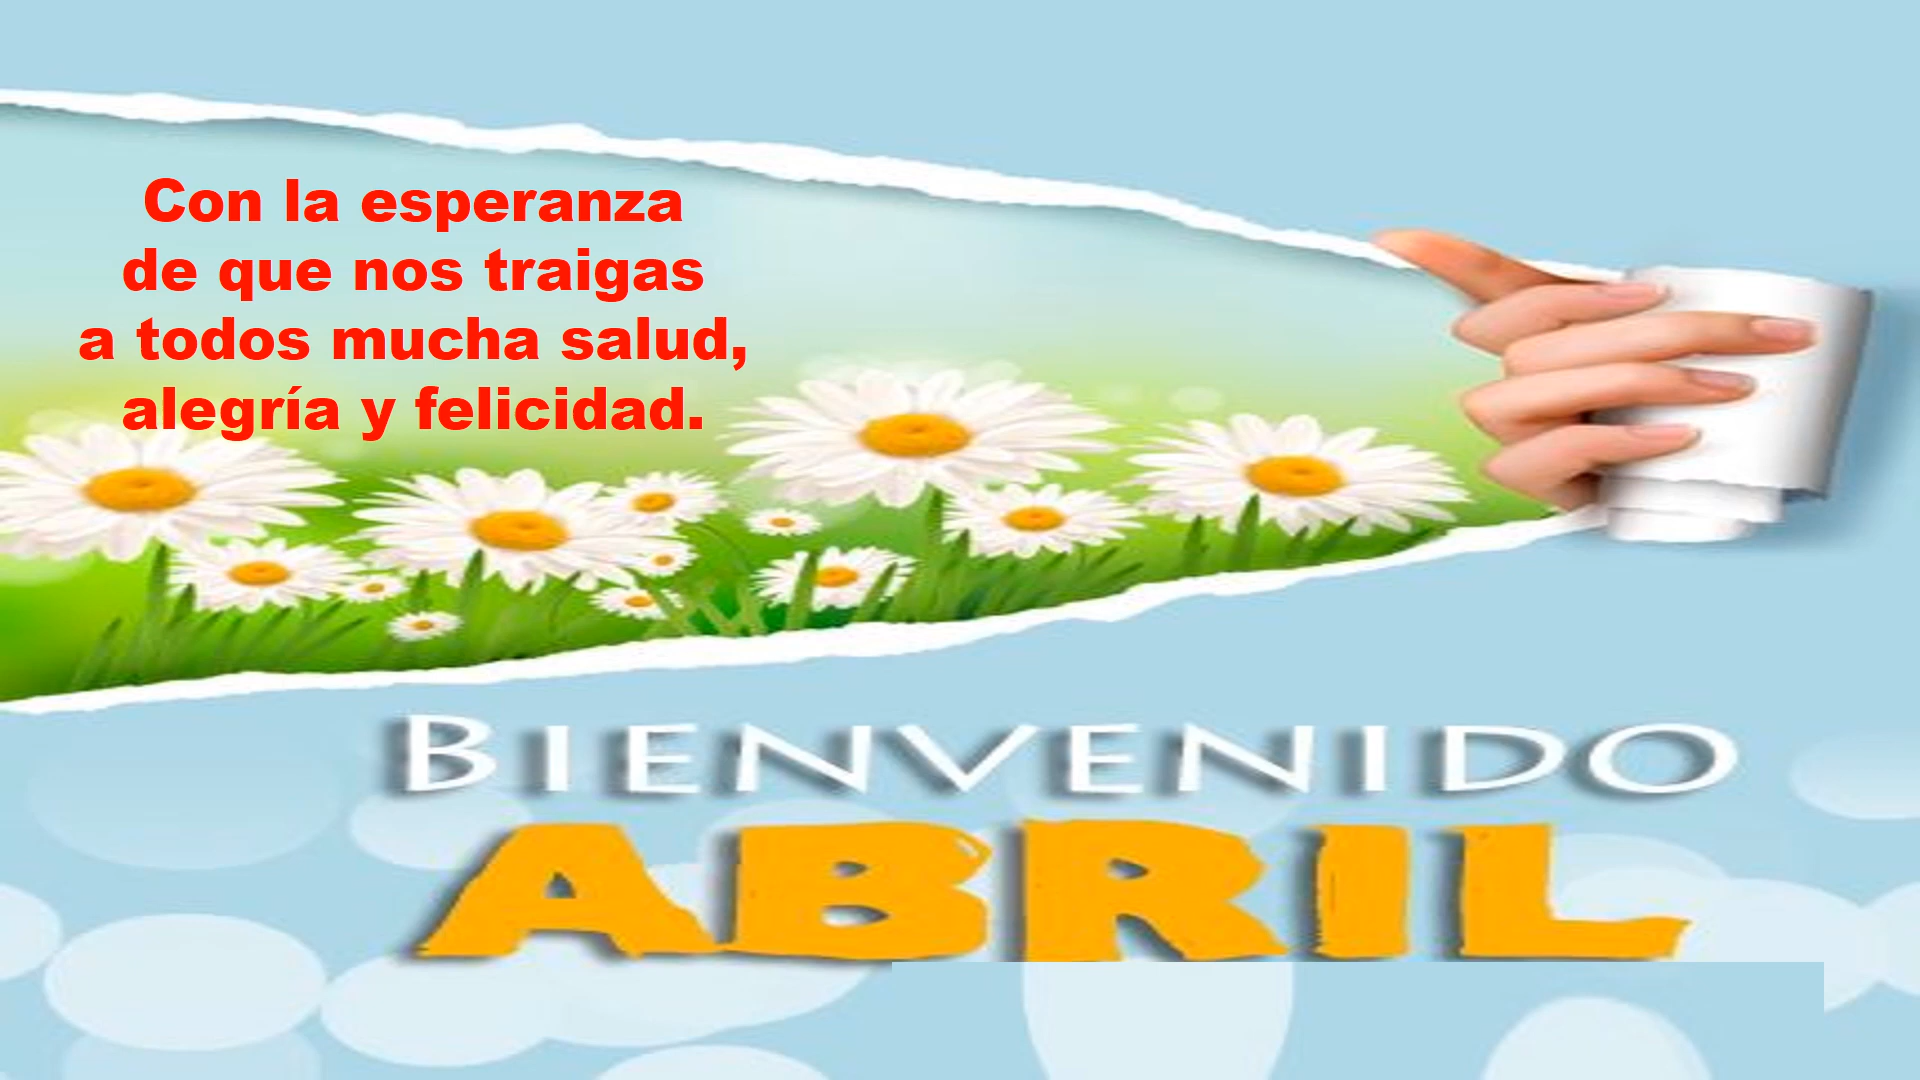 Con la esperanza
de que nos traigas
a todos mucha salud,
alegría y felicidad.
BIENVENIDO
ABRIL